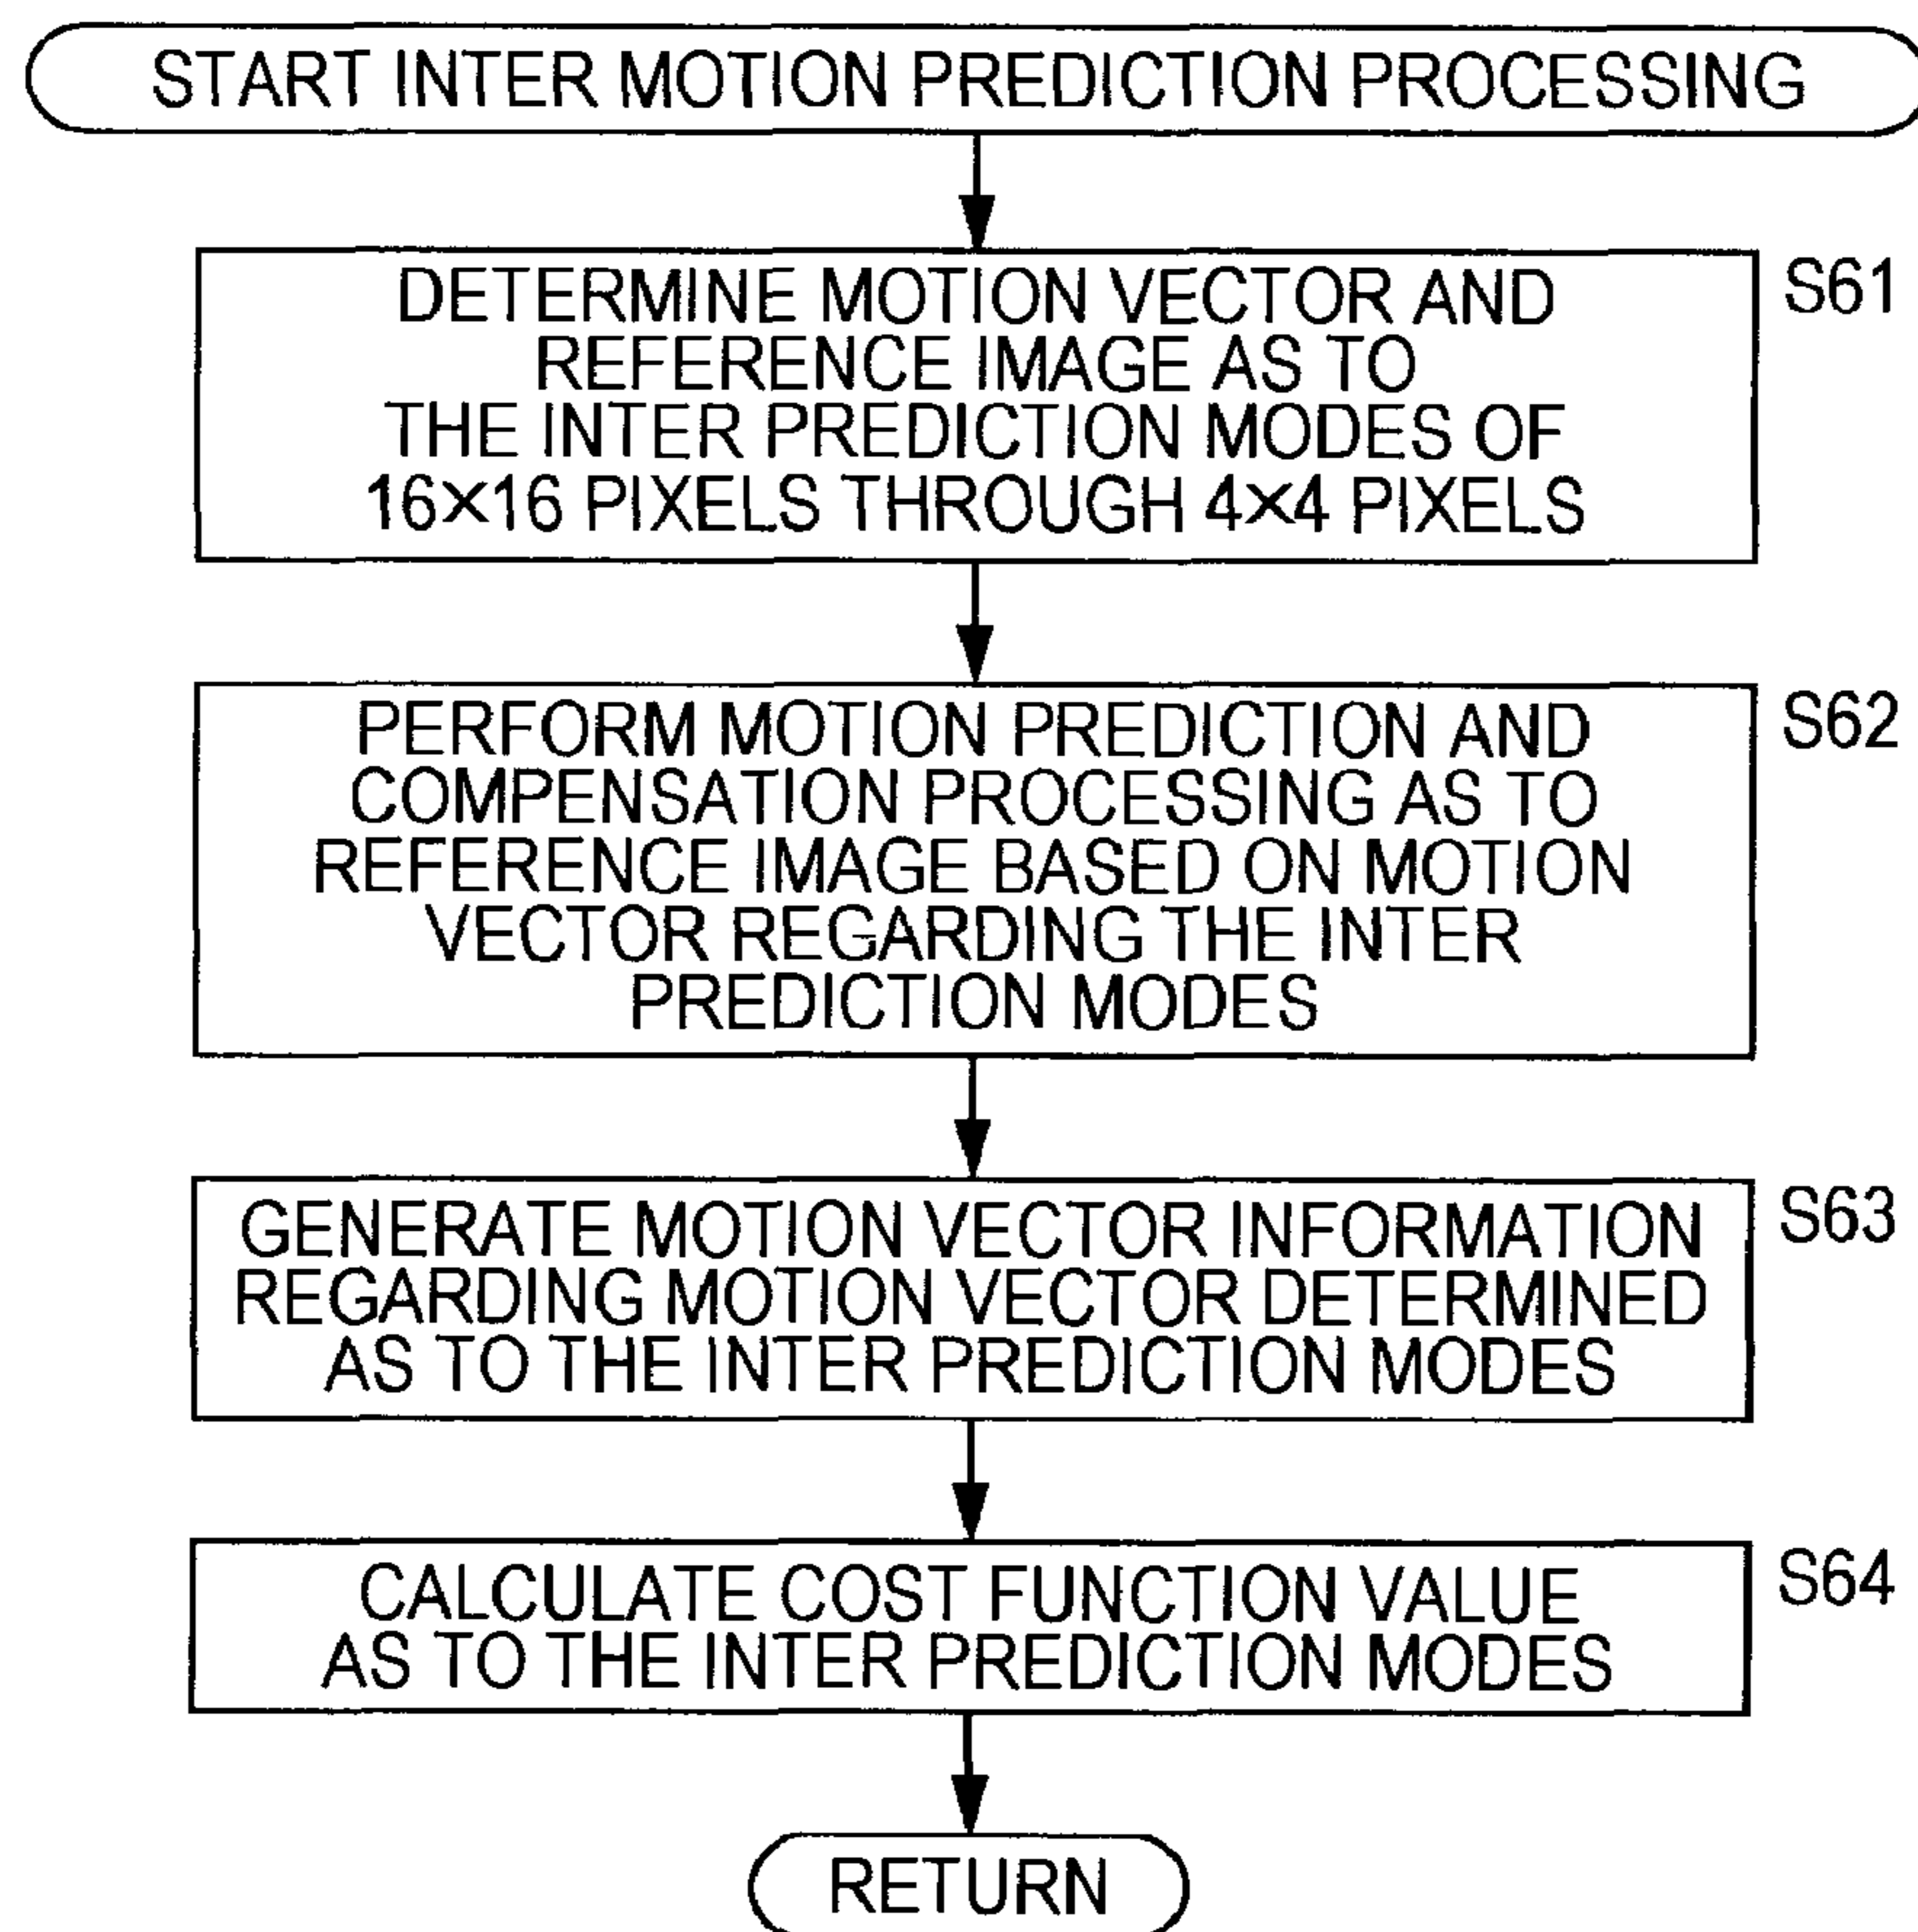 START INTER MOTION PREDICTION PROCESSING
DETERMINE MOTION VECTOR AND
REFERENCE IMAGE AS TO
THE INTER PREDICTION MODES OF
16×16 PIXELS THROUGH 4×4 PIXELS
S61
PERFORM MOTION PREDICTION AND
COMPENSATION PROCESSING AS TO
REFERENCE IMAGE BASED ON MOTION
VECTOR REGARDING THE INTER
PREDICTION MODES
S62
GENERATE MOTION VECTOR INFORMATION
REGARDING MOTION VECTOR DETERMINED
AS TO THE INTER PREDICTION MODES
S63
CALCULATE COST FUNCTION VALUE
AS TO THE INTER PREDICTION MODES
S64
RETURN